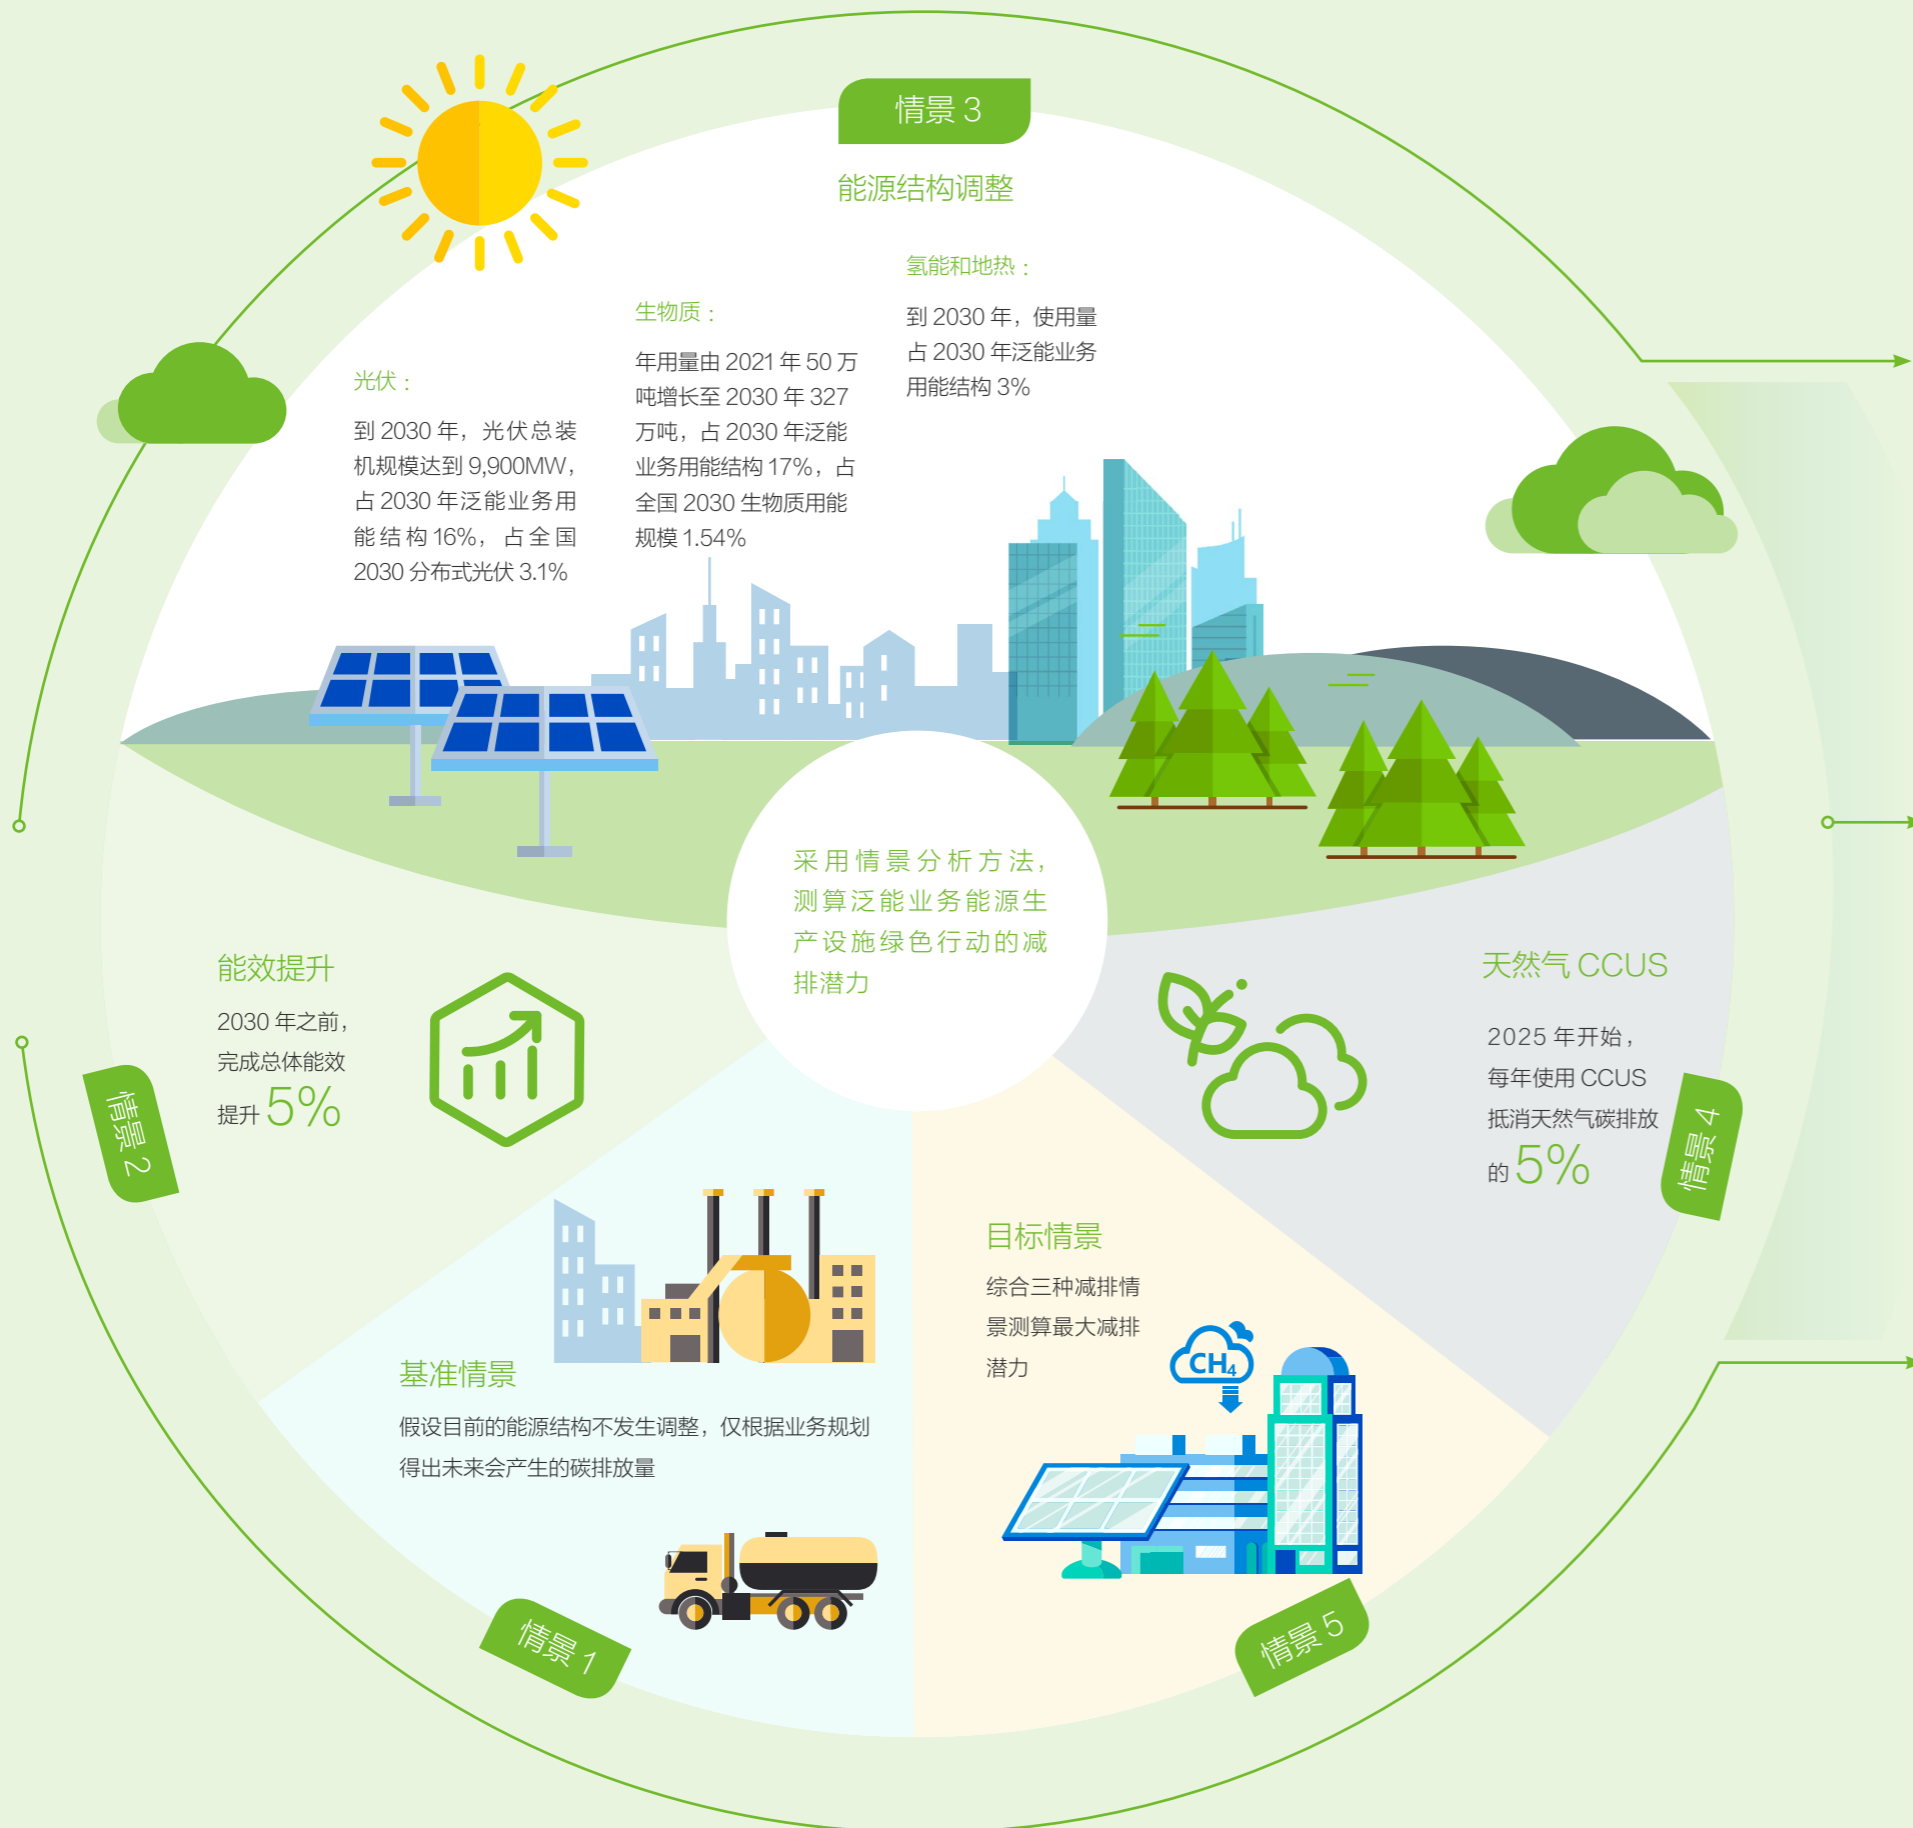 情景 3
能源结构调整
氢能和地热：
到 2030 年，使用量
占 2030 年泛能业务
用能结构 3%
生物质：
年用量由 2021 年 50 万
吨增长至 2030 年 327
万吨，占 2030 年泛能
业务用能结构 17%，占
全国 2030 生物质用能
规模 1.54%
光伏：
到 2030 年，光伏总装
机规模达到 9,900MW，
占 2030 年泛能业务用
能结构 16%，占全国
2030 分布式光伏 3.1%
采用情景分析方法，
测算泛能业务能源生
产设施绿色行动的减
排潜力
能效提升
2030 年之前，
完成总体能效
提升 5%
情景 2
天然气 CCUS
2025 年开始，
每年使用 CCUS
抵消天然气碳排放
的 5%
情景 4
基准情景
假设目前的能源结构不发生调整，仅根据业务规划
得出未来会产生的碳排放量
情景 1
目标情景
综合三种减排情
景测算最大减排
潜力
CH₄
情景 5